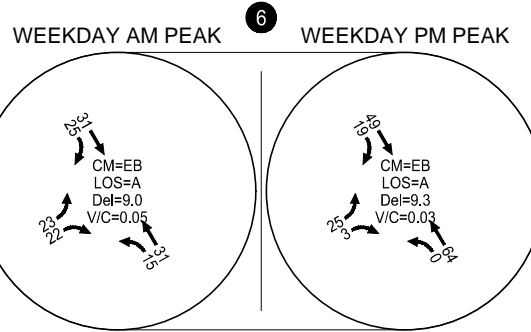 6
WEEKDAY AM PEAK
WEEKDAY PM PEAK
31
25
CM=EB
LOS=A
Del=9.0
V/C=0.05
23
22
31
15
49
19
CM=EB
LOS=A
Del=9.3
V/C=0.03
25
3
64
0